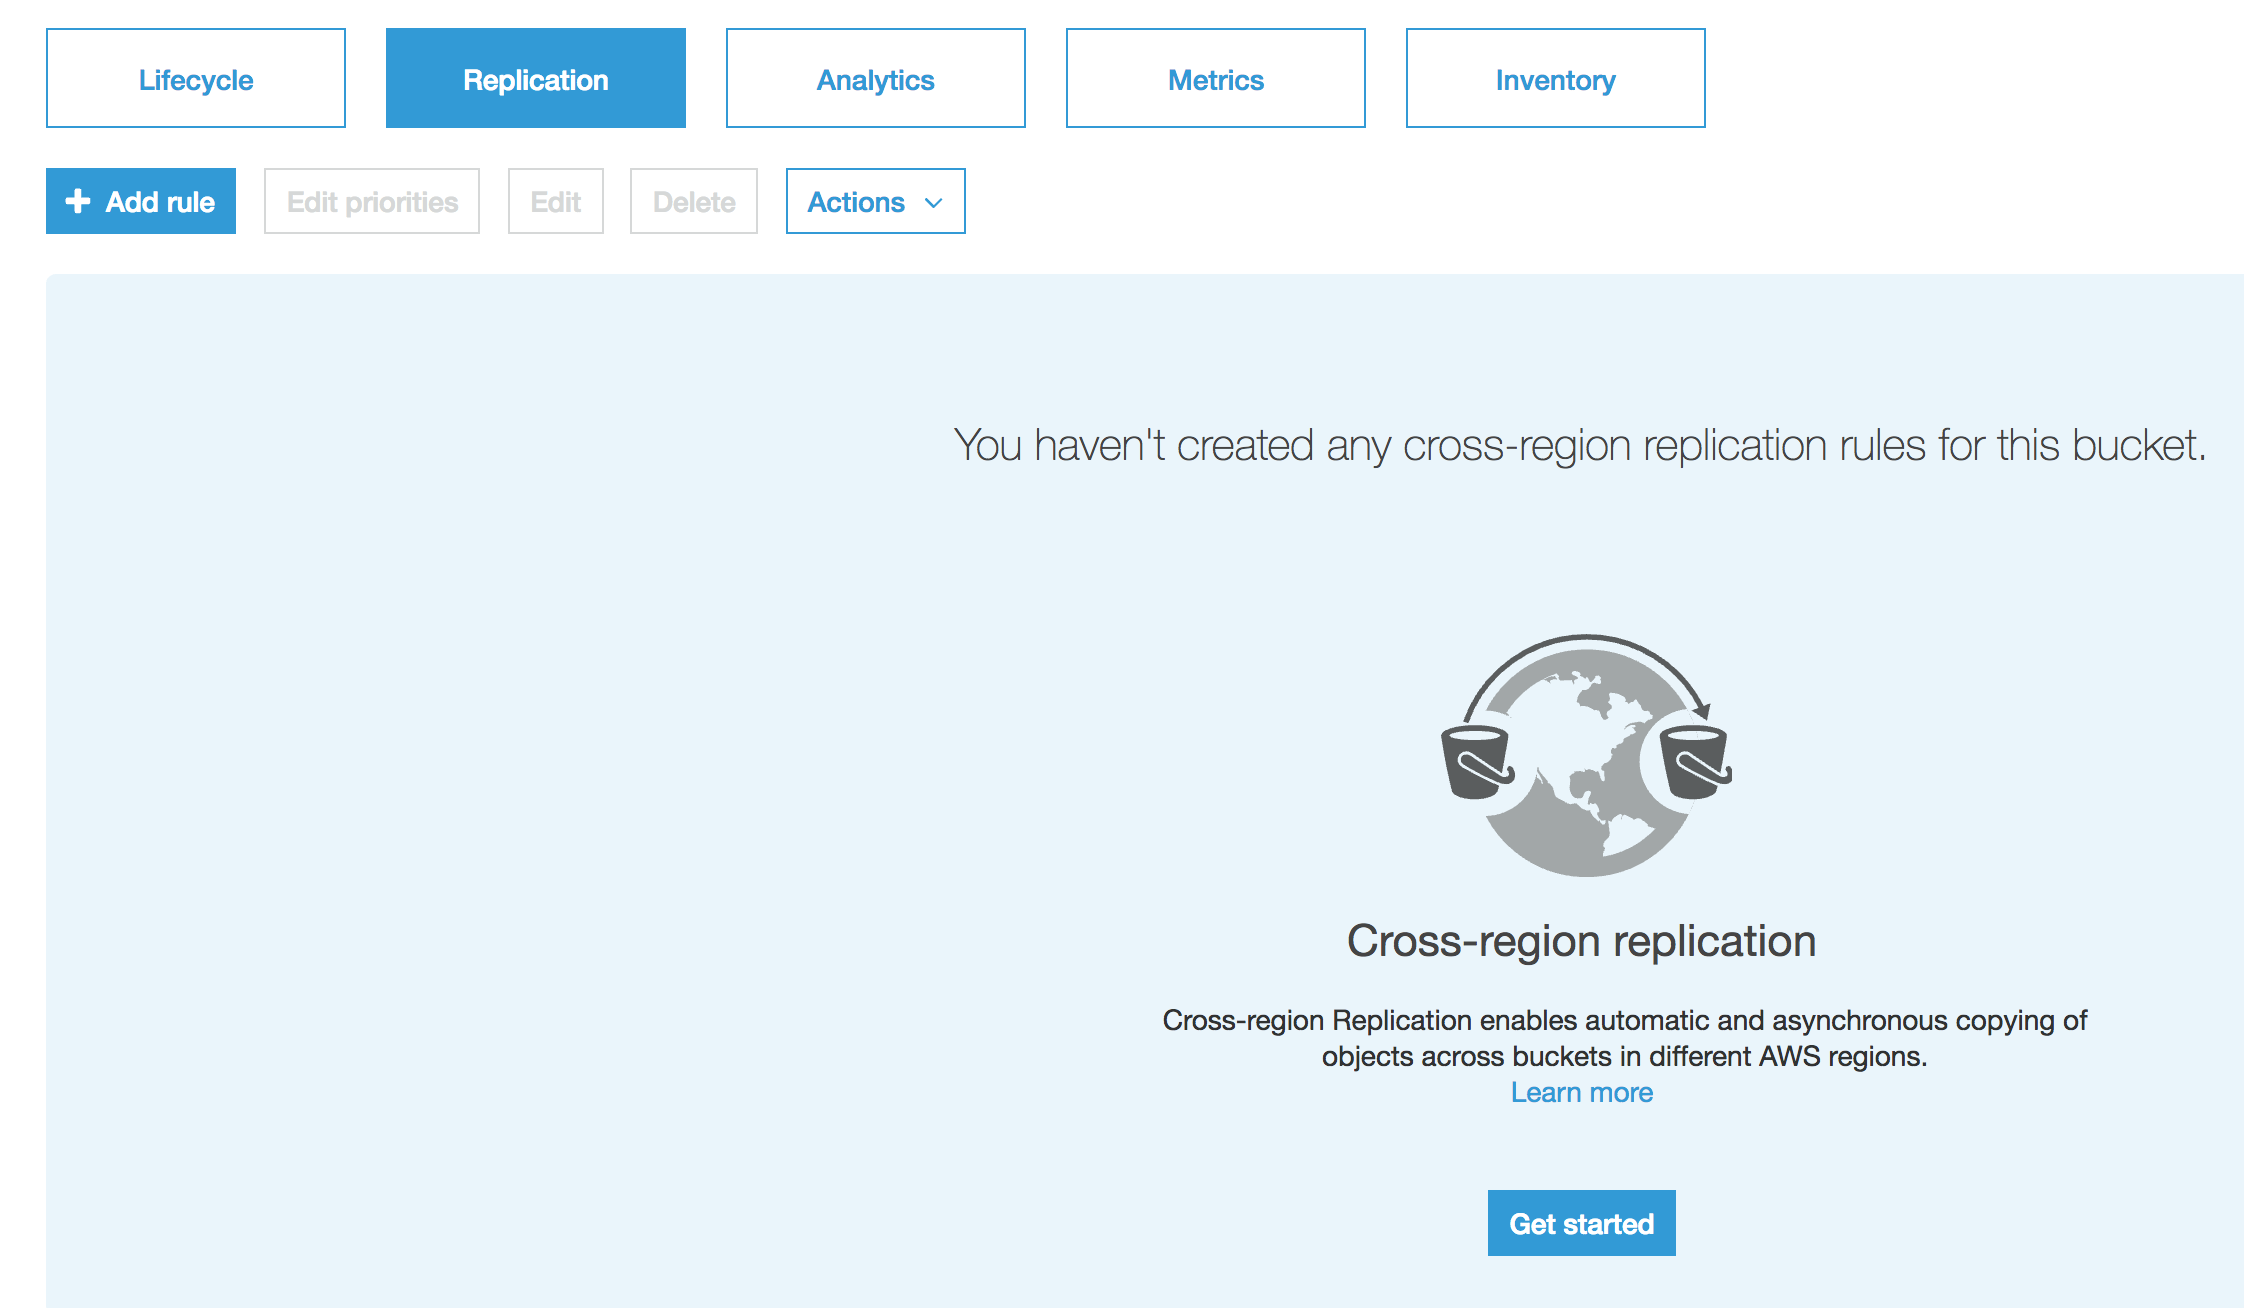 Lifecycle
Replication
Analytics
Metrics
Inventory
Add rule
Edit priorities
Edit
Delete
Actions
You haven't created any cross-region replication rules for this bucket.
Cross-region replication
Cross-region Replication enables automatic and asynchronous copying of
objects across buckets in different AWS regions.
Learn more
Get started